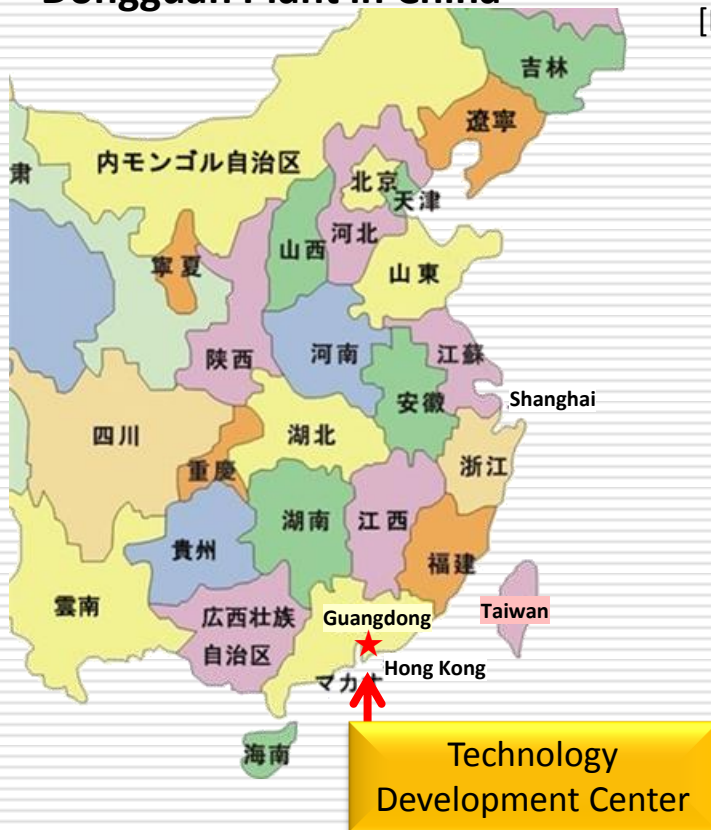 Dongguan Plant in China
[
吉林
遼寧
内モンゴル自治区
肃
北京
天津
河北
山西
寧夏
山東
陕西
河南
江蘇
安徽
Shanghai
四川
湖北
重慶
浙江
湖南
江西
貴州
福建
雲南
広西壮族
自治区
Guangdong
Taiwan
Hong Kong
マカオ
海南
Technology
Development Center